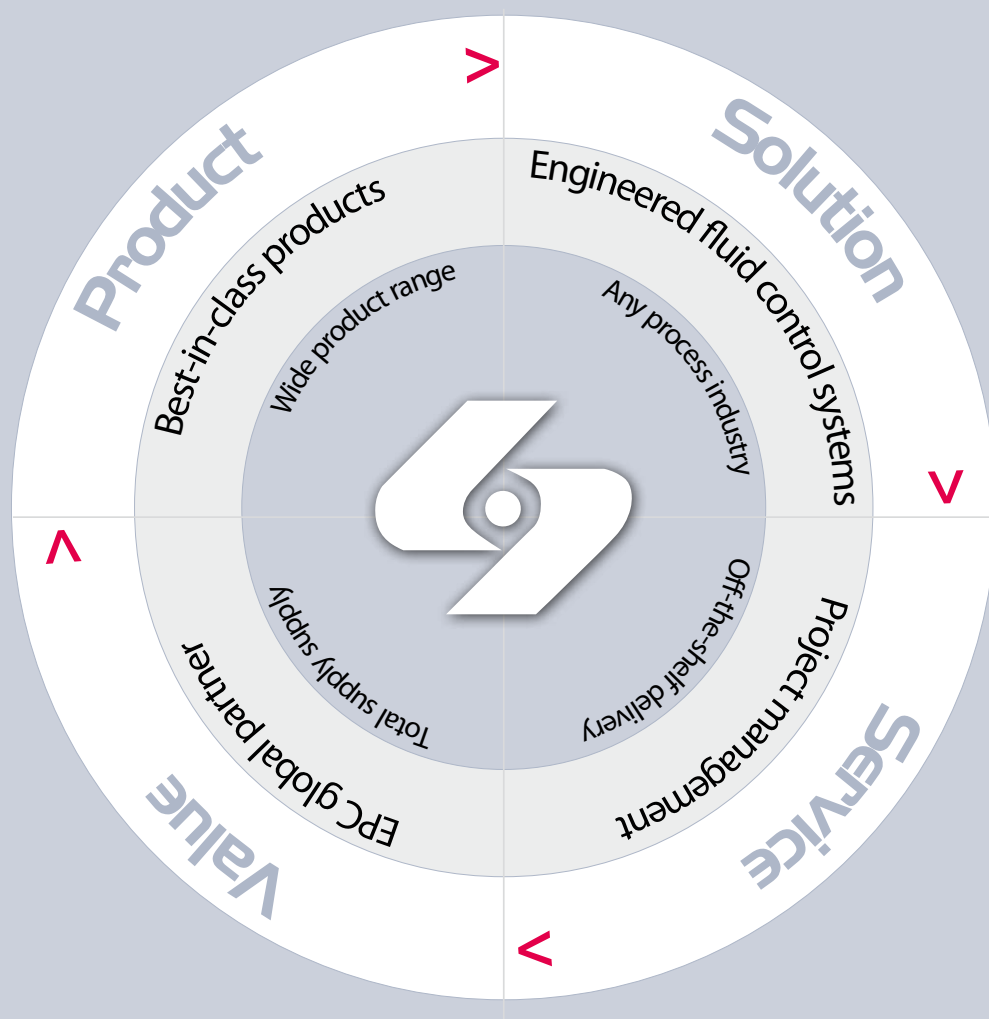 Product
Best-in-class products
Wide product range
>
Solution
Engineered fluid control systems
Any process industry
>
Service
Project management
Off-the-shelf delivery
>
Value
EPC global partner
Total supply supply
>